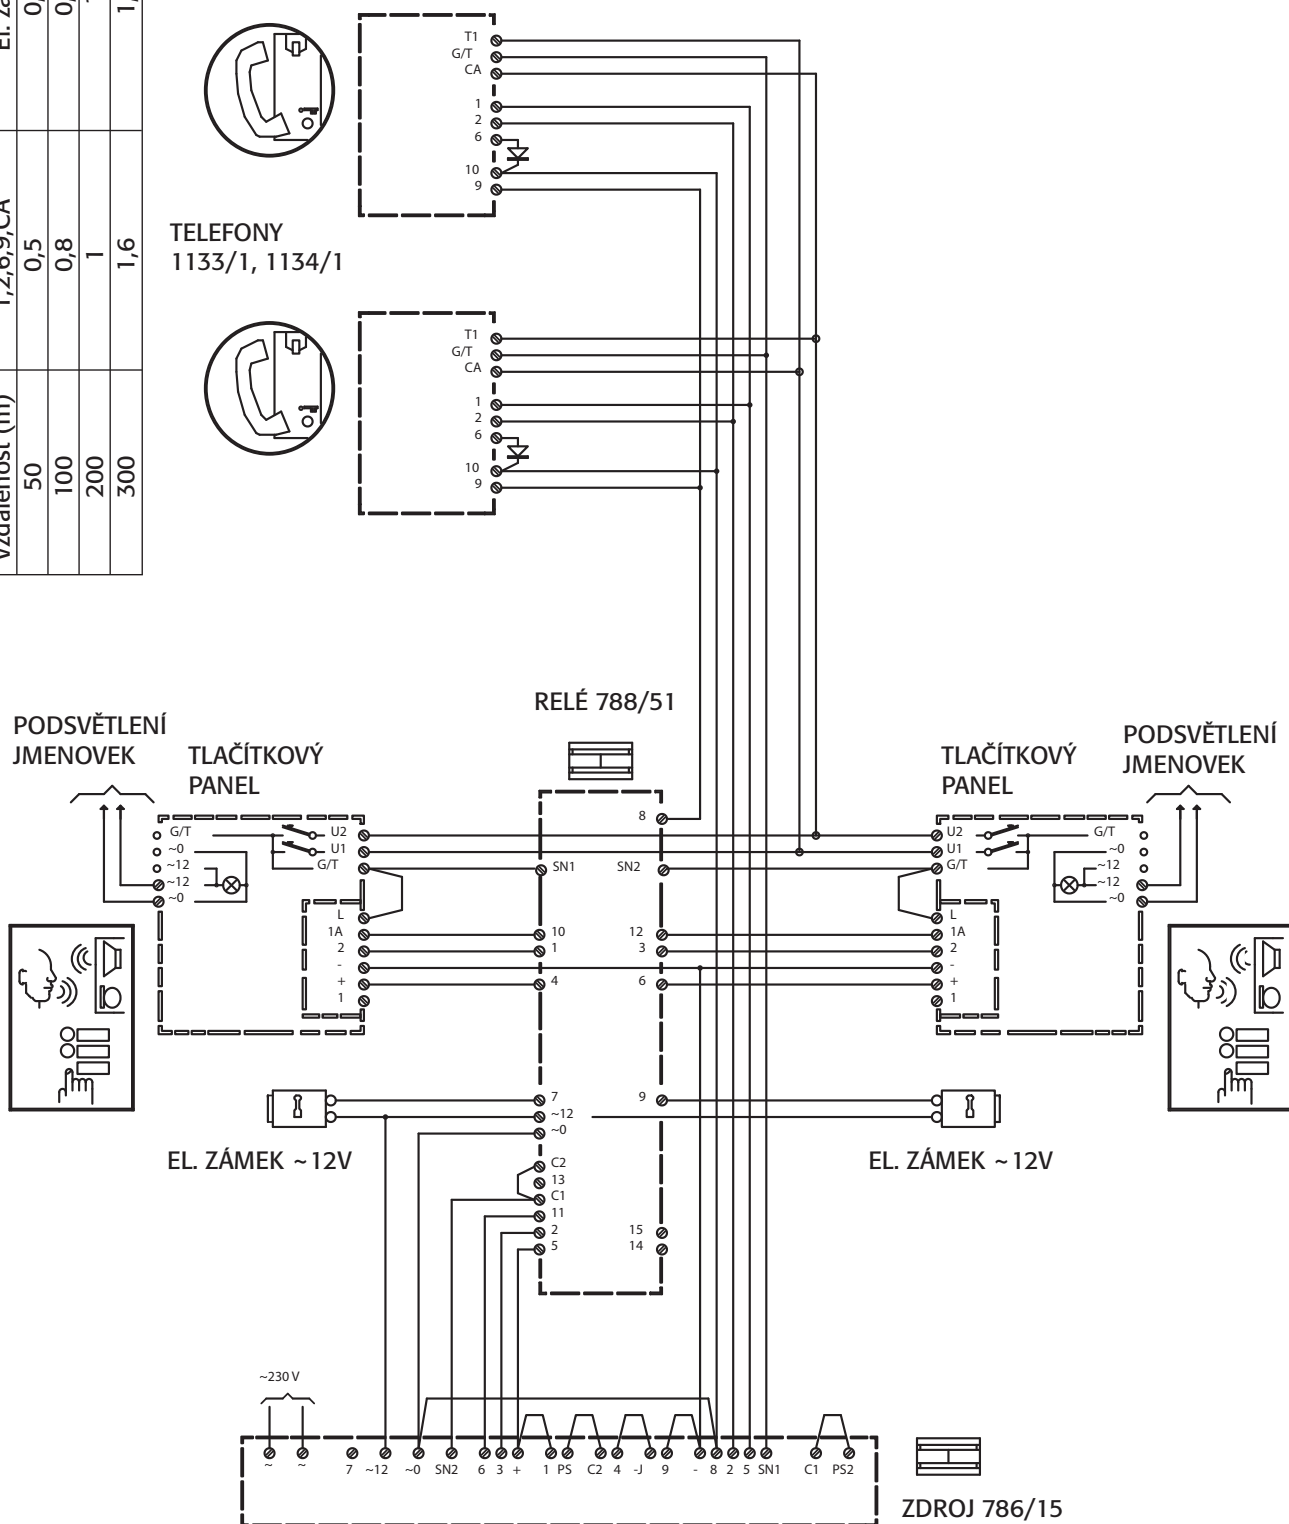 Vzdálenost (m)
1,2,6,9,CA
50
0,5
100
0,8
200
1
300
1,6
T1
G/T
CA
1
2
6
10
9
TELEFONY
1133/1, 1134/1
T1
G/T
CA
1
2
6
10
9
RELÉ 788/51
PODSVĚTLENÍ
JMENOVEK
TLAČÍTKOVÝ
PANEL
TLAČÍTKOVÝ
PANEL
PODSVĚTLENÍ
JMENOVEK
G/T
~0
~12
~12
~0
U2
U1
G/T
L
1A
2
-
+
1
8
SN1
SN2
10
12
1
3
4
6
7
9
~12
~0
C2
13
C1
11
2
15
5
14
U2
U1
G/T
L
1A
2
-
+
1
G/T
~0
~12
~12
~0
EL. ZÁMEK ~12V
EL. ZÁMEK ~12V
~230 V
~ ~ 7 ~12 ~0 SN2 6 3 + 1 PS C2 4 -J 9 - 8 2 5 SN1 C1 PS2
ZDROJ 786/15